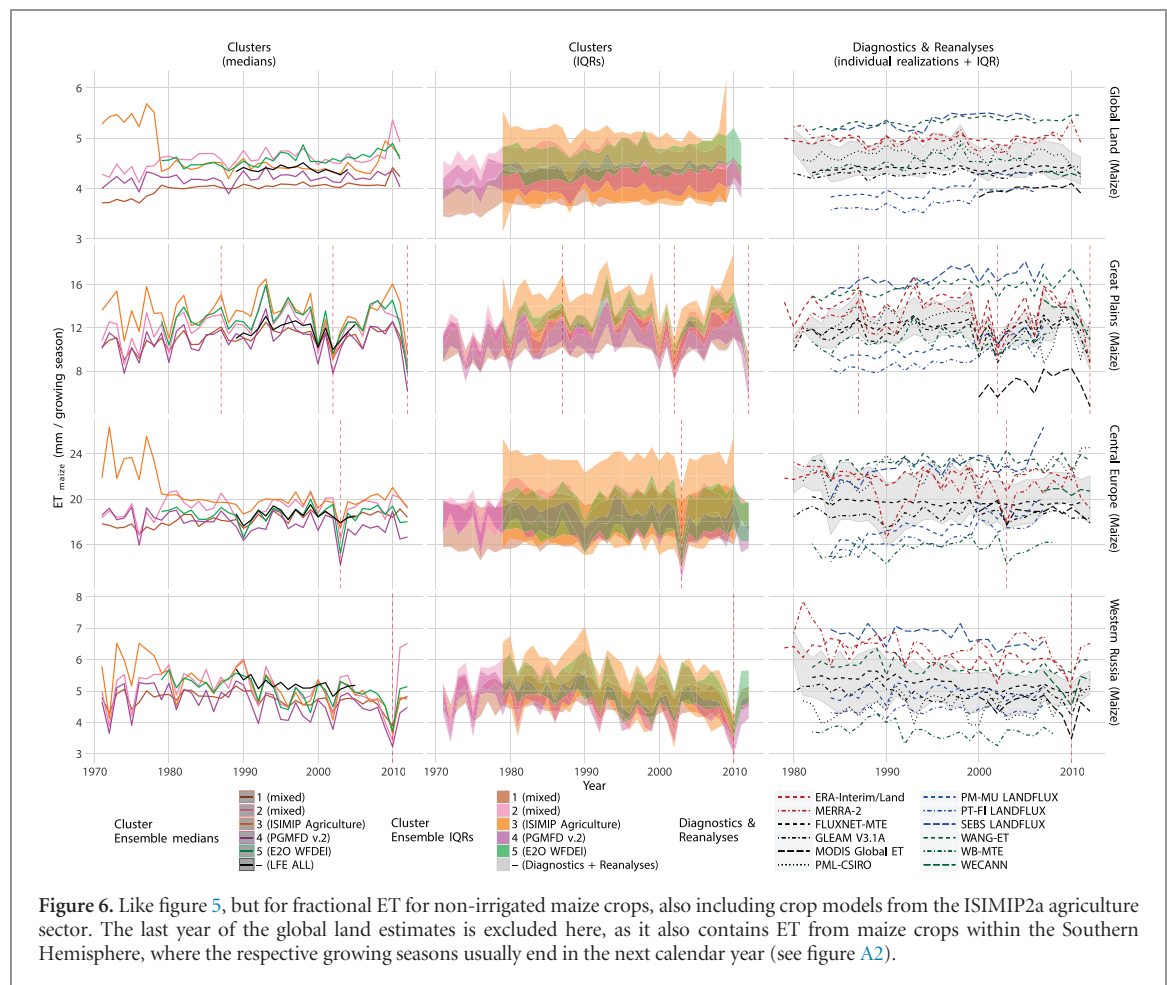 Clusters
(medians)
Clusters
(IQRs)
Diagnostics & Reanalyses
(individual realizations + IQR)
6
5
4
3
Global Land (Maize)
16
12
8
Great Plains (Maize)
24
20
16
Central Europe (Maize)
8
7
6
5
4
3
Western Russia (Maize)
ET maize (mm / growing season)
1970 1980 1990 2000 2010
1970 1980 1990 2000 2010
1980 1990 2000 2010
Year
Cluster
Ensemble medians
1 (mixed)
2 (mixed)
3 (ISIMIP Agriculture)
4 (PGMFD v.2)
5 (E2O WFDEI)
– (LFE ALL)
Cluster
Ensemble IQRs
1 (mixed)
2 (mixed)
3 (ISIMIP Agriculture)
4 (PGMFD v.2)
5 (E2O WFDEI)
– (Diagnostics + Reanalyses)
Diagnostics &
Reanalyses
ERA-Interim/Land
MERRA-2
FLUXNET-MTE
GLEAM V3.1A
MODIS Global ET
PML-CSIRO
PM-MU LANDFLUX
PT-FI LANDFLUX
SEBS LANDFLUX
WANG-ET
WB-MTE
WECANN
Figure 6. Like figure 5, but for fractional ET for non-irrigated maize crops, also including crop models from the ISIMIP2a agriculture
sector. The last year of the global land estimates is excluded here, as it also contains ET from maize crops within the Southern
Hemisphere, where the respective growing seasons usually end in the next calendar year (see figure A2).